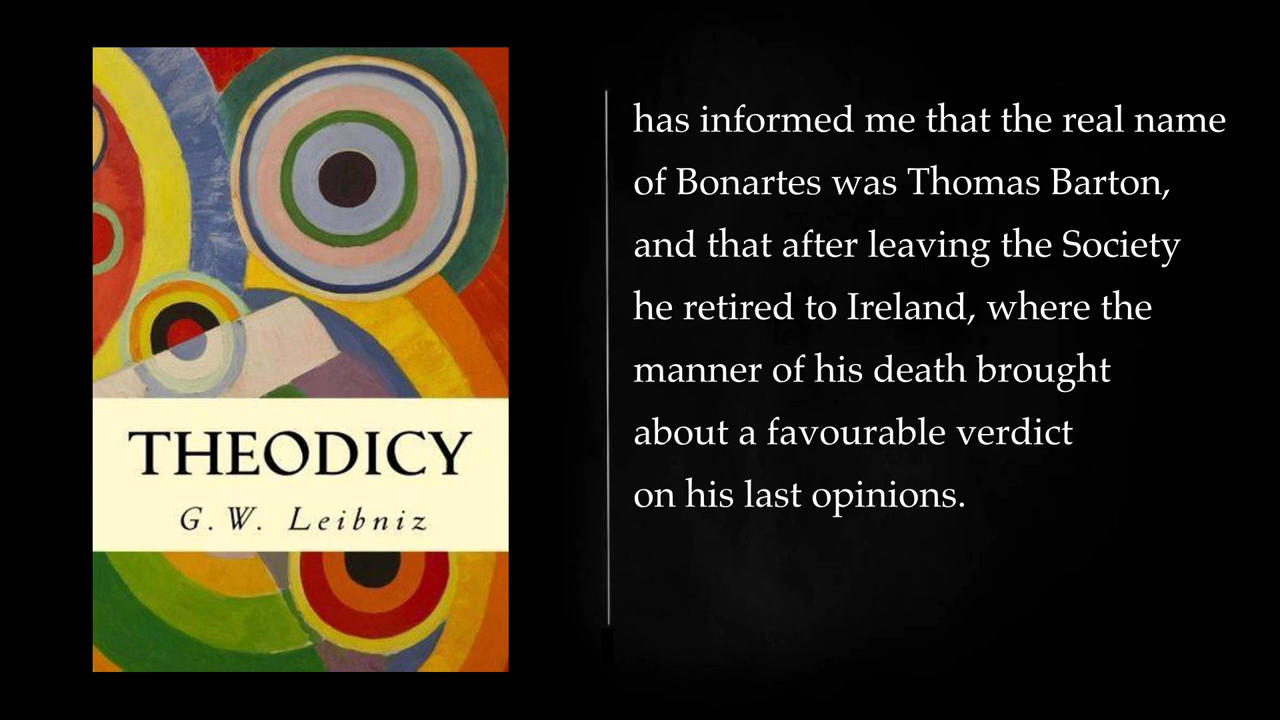 THEODICY
G.W. Leibniz
has informed me that the real name
of Bonartes was Thomas Barton,
and that after leaving the Society
he retired to Ireland, where the
manner of his death brought
about a favourable verdict
on his last opinions.